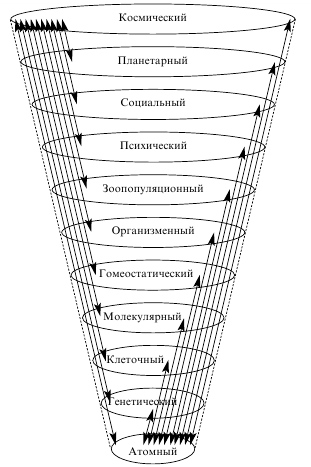 Космический
Планетарный
Социальный
Психический
Зоопопуляционный
Организменный
Гомеостатический
Молекулярный
Клеточный
Генетический
Атомный